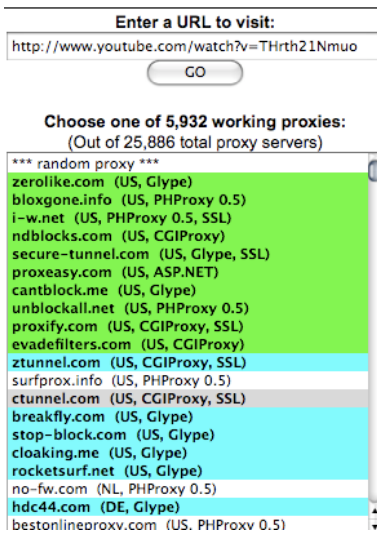 Enter a URL to visit:
http://www.youtube.com/watch?v=THrth21Nmuo
GO
Choose one of 5,932 working proxies:
(Out of 25,886 total proxy servers)
*** random proxy ***
zerolike.com (US, Glype)
bloxgone.info (US, PHProxy 0.5)
i-w.net (US, PHProxy 0.5, SSL)
ndblocks.com (US, CGIProxy)
secure-tunnel.com (US, Glype, SSL)
proxeasy.com (US, ASP.NET)
cantblock.me (US, Glype)
unblockall.net (US, PHProxy 0.5)
proxify.com (US, CGIProxy, SSL)
evadefilters.com (US, CGIProxy)
ztunnel.com (US, CGIProxy, SSL)
surfprox.info (US, PHProxy 0.5)
ctunnel.com (US, CGIProxy, SSL)
breakfly.com (US, Glype)
stop-block.com (US, Glype)
cloaking.me (US, Glype)
rocketsurf.net (US, Glype)
no-fw.com (NL, PHProxy 0.5)
hdc44.com (DE, Glype)
bestonlineproxy.com (US, PHProxy 0.5)